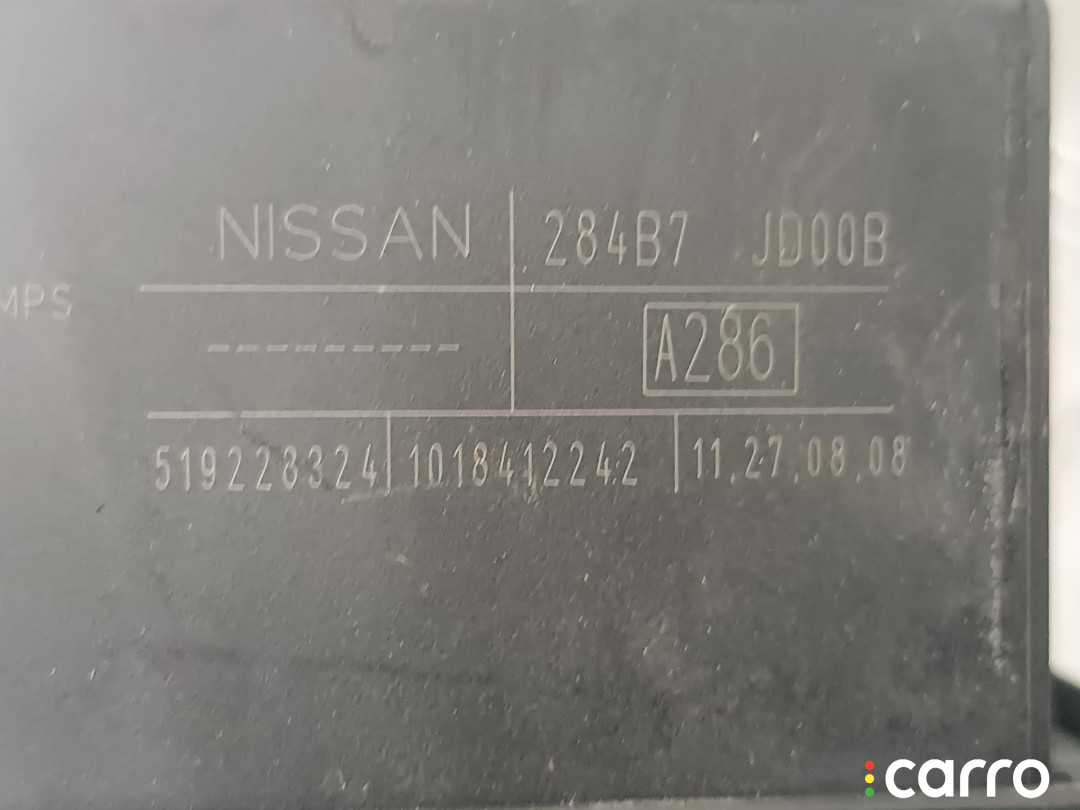 NISSAN 284B7 JD00B
MPS
--------- A286
519228324 1018412242 11.27.08.08
carro